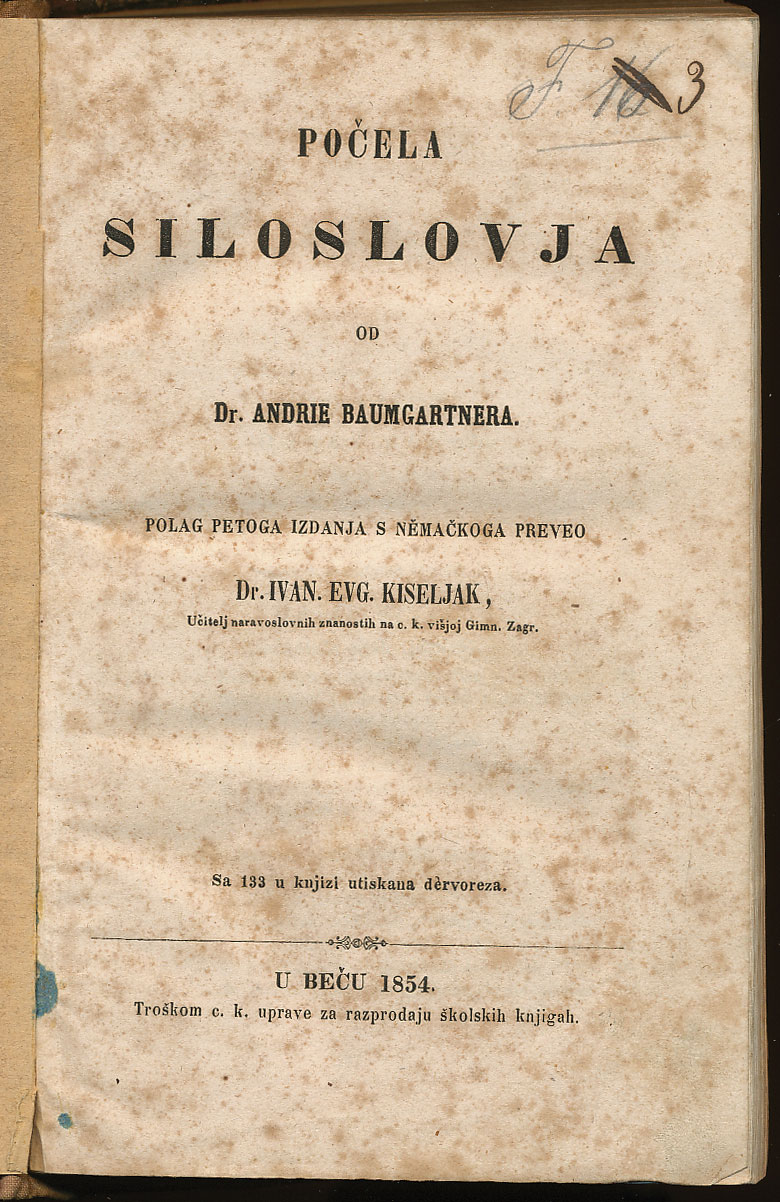 F. 3
POČELA
SILOSLOVJA
OD
Dr. ANDRIE BAUMGARTNERA.
POLAG PETOGA IZDANJA S NĚMAČKOGA PREVEO
Dr. IVAN. EVG. KISELJAK,
Učitelj naravoslovnih znanostih na c. k. višjoj Gimn. Zagr.
Sa 133 u knjizi utiskana dèrvoreza.
U BEČU 1854.
Troškom c. k. uprave za razprodaju školskih knjigah.